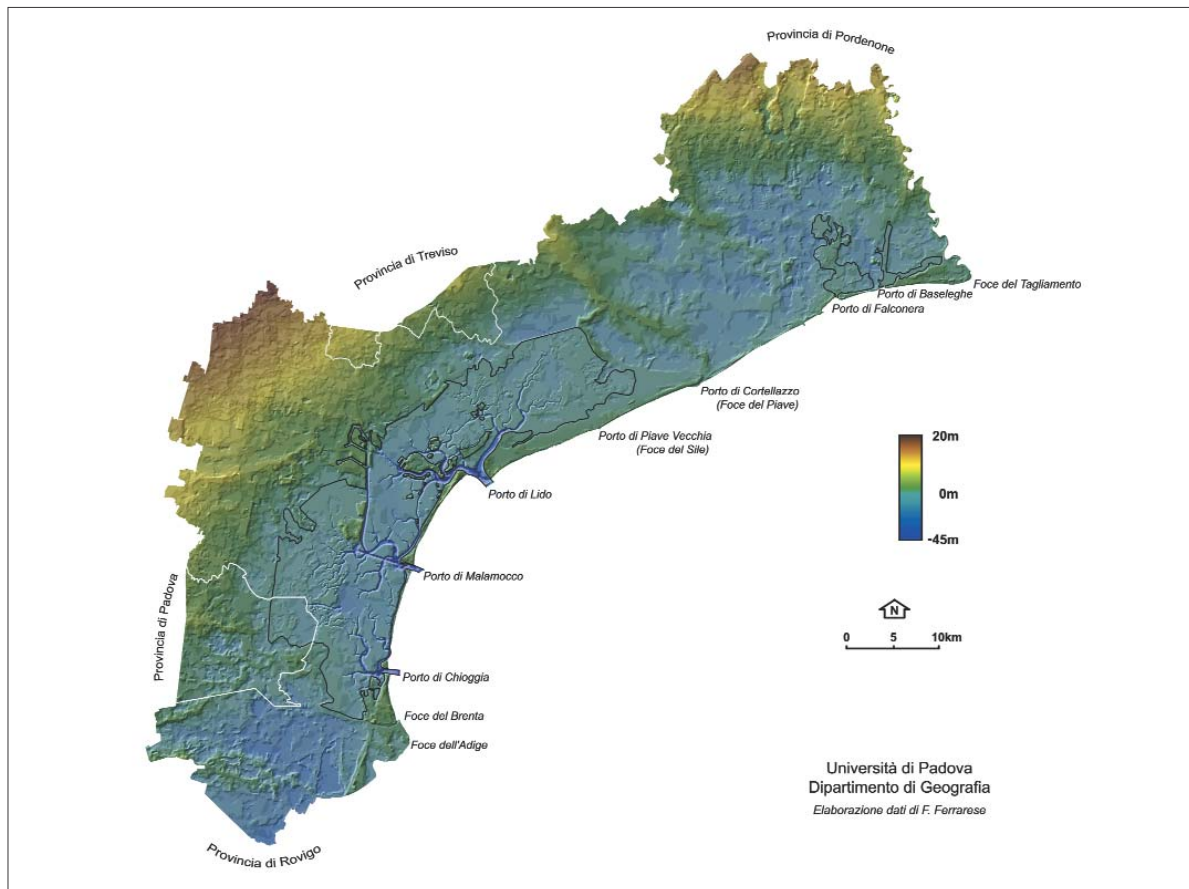 Provincia di Pordenone
Provincia di Treviso
Foce del Tagliamento
Porto di Baseleghe
Porto di Falconera
Porto di Cortellazzo
(Foce del Piave)
Porto di Piave Vecchia
(Foce del Sile)
20m
0m
-45m
Porto di Lido
Porto di Malamocco
Provincia di Padova
N
0 5 10km
Porto di Chioggia
Foce del Brenta
Foce dell'Adige
Università di Padova
Dipartimento di Geografia
Elaborazione dati di F. Ferrarese
Provincia di Rovigo